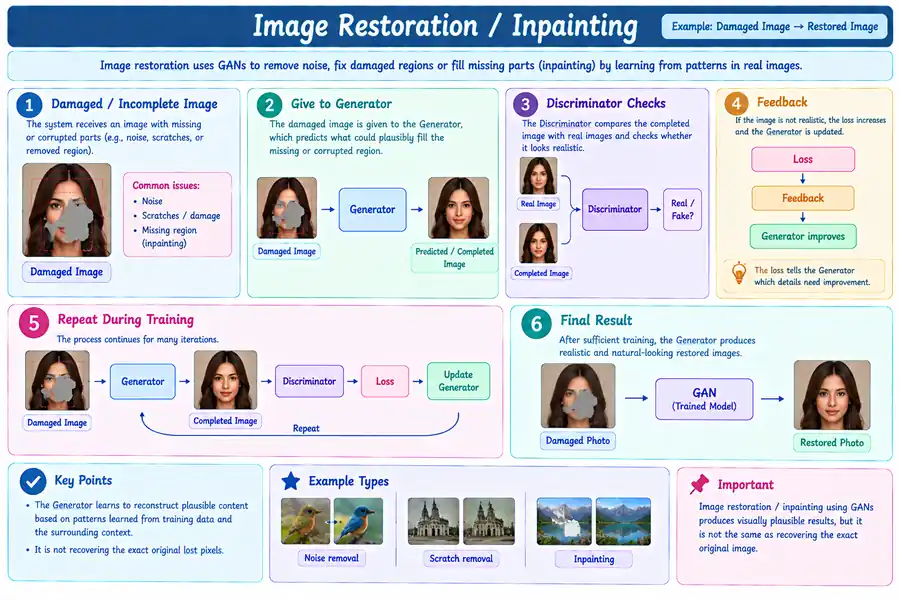 Image Restoration / Inpainting
Example: Damaged Image → Restored Image
Image restoration uses GANs to remove noise, fix damaged regions or fill missing parts (inpainting) by learning from patterns in real images.
1 Damaged / Incomplete Image
The system receives an image with missing
or corrupted parts (e.g., noise, scratches, or
removed region).
Common issues:
• Noise
• Scratches / damage
• Missing region
(inpainting)
Damaged Image
2 Give to Generator
The damaged image is given to the Generator,
which predicts what could plausibly fill the
missing or corrupted region.
Generator
Damaged Image
Predicted / Completed
Image
3 Discriminator Checks
The Discriminator compares the completed
image with real images and checks whether
it looks realistic.
Real Image
Discriminator
Real /
Fake?
Completed Image
4 Feedback
If the image is not realistic, the loss increases
and the Generator is updated.
Loss
Feedback
Generator improves
The loss tells the Generator
which details need improvement.
5 Repeat During Training
The process continues for many iterations.
Generator
Discriminator
Loss
Update
Generator
Damaged Image
Completed Image
Repeat
6 Final Result
After sufficient training, the Generator produces
realistic and natural-looking restored images.
GAN
(Trained Model)
Damaged Photo
Restored Photo
Key Points
• The Generator learns to reconstruct plausible content
based on patterns learned from training data and
the surrounding context.
• It is not recovering the exact original lost pixels.
Example Types
Noise removal
Scratch removal
Inpainting
Important
Image restoration / inpainting using GANs
produces visually plausible results, but it
is not the same as recovering the exact
original image.